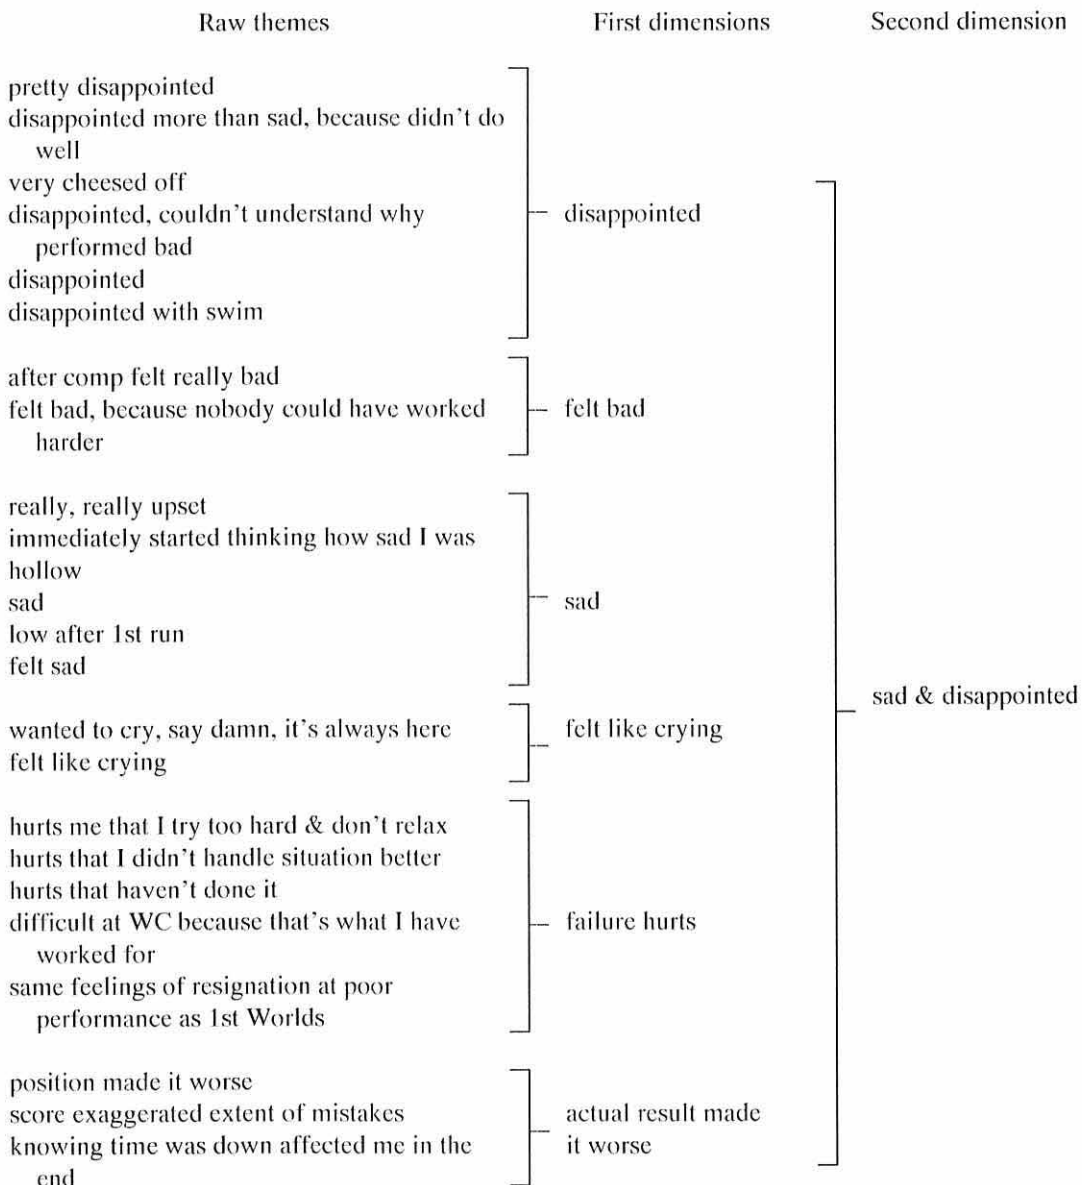 Raw themes First dimensions Second dimension
pretty disappointed
disappointed more than sad, because didn't do
well
very cheesed off
disappointed, couldn't understand why
performed bad
disappointed
disappointed with swim
disappointed
after comp felt really bad
felt bad, because nobody could have worked
harder
felt bad
really, really upset
immediately started thinking how sad I was
hollow
sad
low after 1st run
felt sad
sad
wanted to cry, say damn, it's always here
felt like crying
felt like crying
hurts me that I try too hard & don't relax
hurts that I didn't handle situation better
hurts that haven't done it
difficult at WC because that's what I have
worked for
same feelings of resignation at poor
performance as 1st Worlds
failure hurts
position made it worse
score exaggerated extent of mistakes
knowing time was down affected me in the
end
actual result made
it worse
sad & disappointed